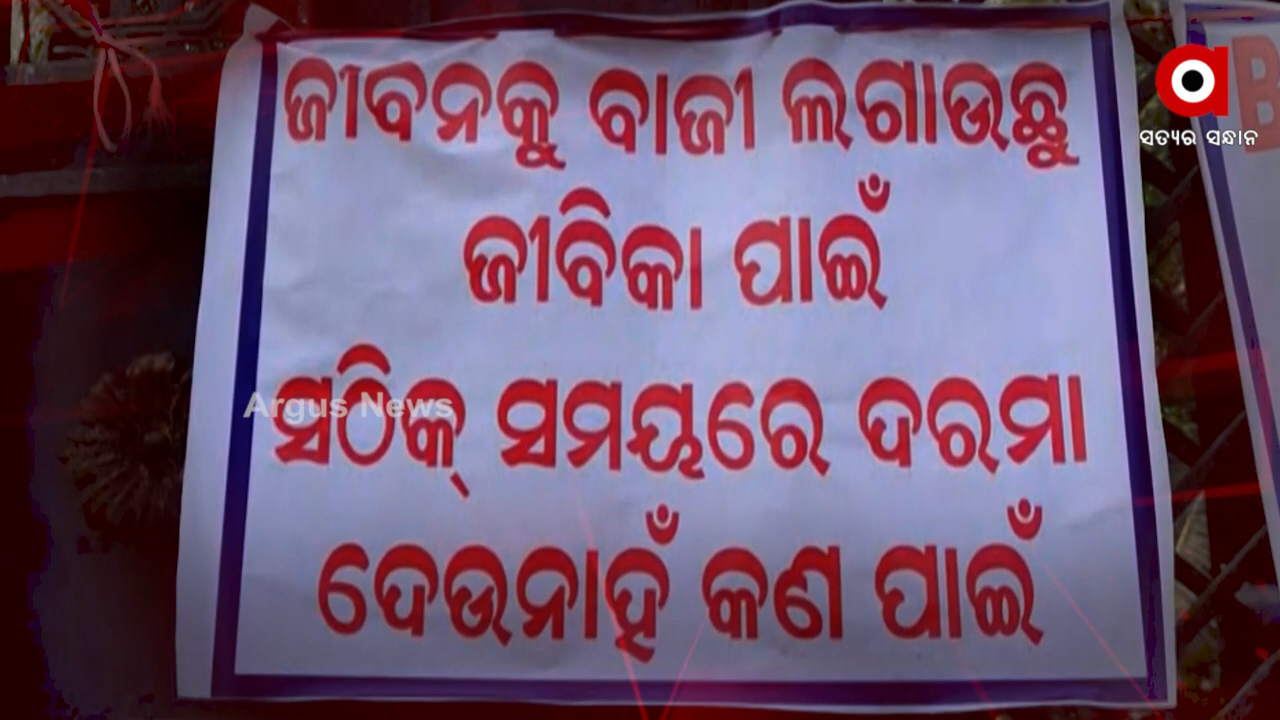 ଜୀବନକୁ ବାଜୀ ଲଗାଉଛୁ
ଜୀବିକା ପାଇଁ
ସଠିକ୍ ସମୟରେ ଦରମା
ଦେଉନାହଁ କଣ ପାଇଁ
Argus News
a
ସତ୍ୟର ସନ୍ଧାନ
B